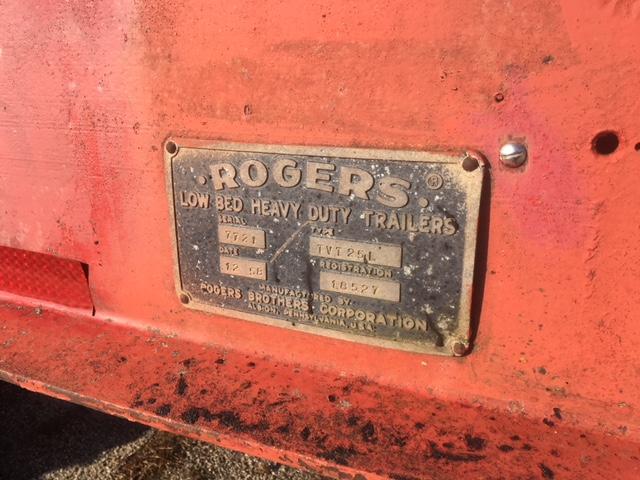 ·ROGERS·®
LOW BED HEAVY DUTY TRAILERS
SERIAL TYPE
7721 TVT25L
DATE REGISTRATION
12 58 18527
MANUFACTURED BY
ROGERS BROTHERS CORPORATION
ALBION, PENNSYLVANIA, U.S.A.